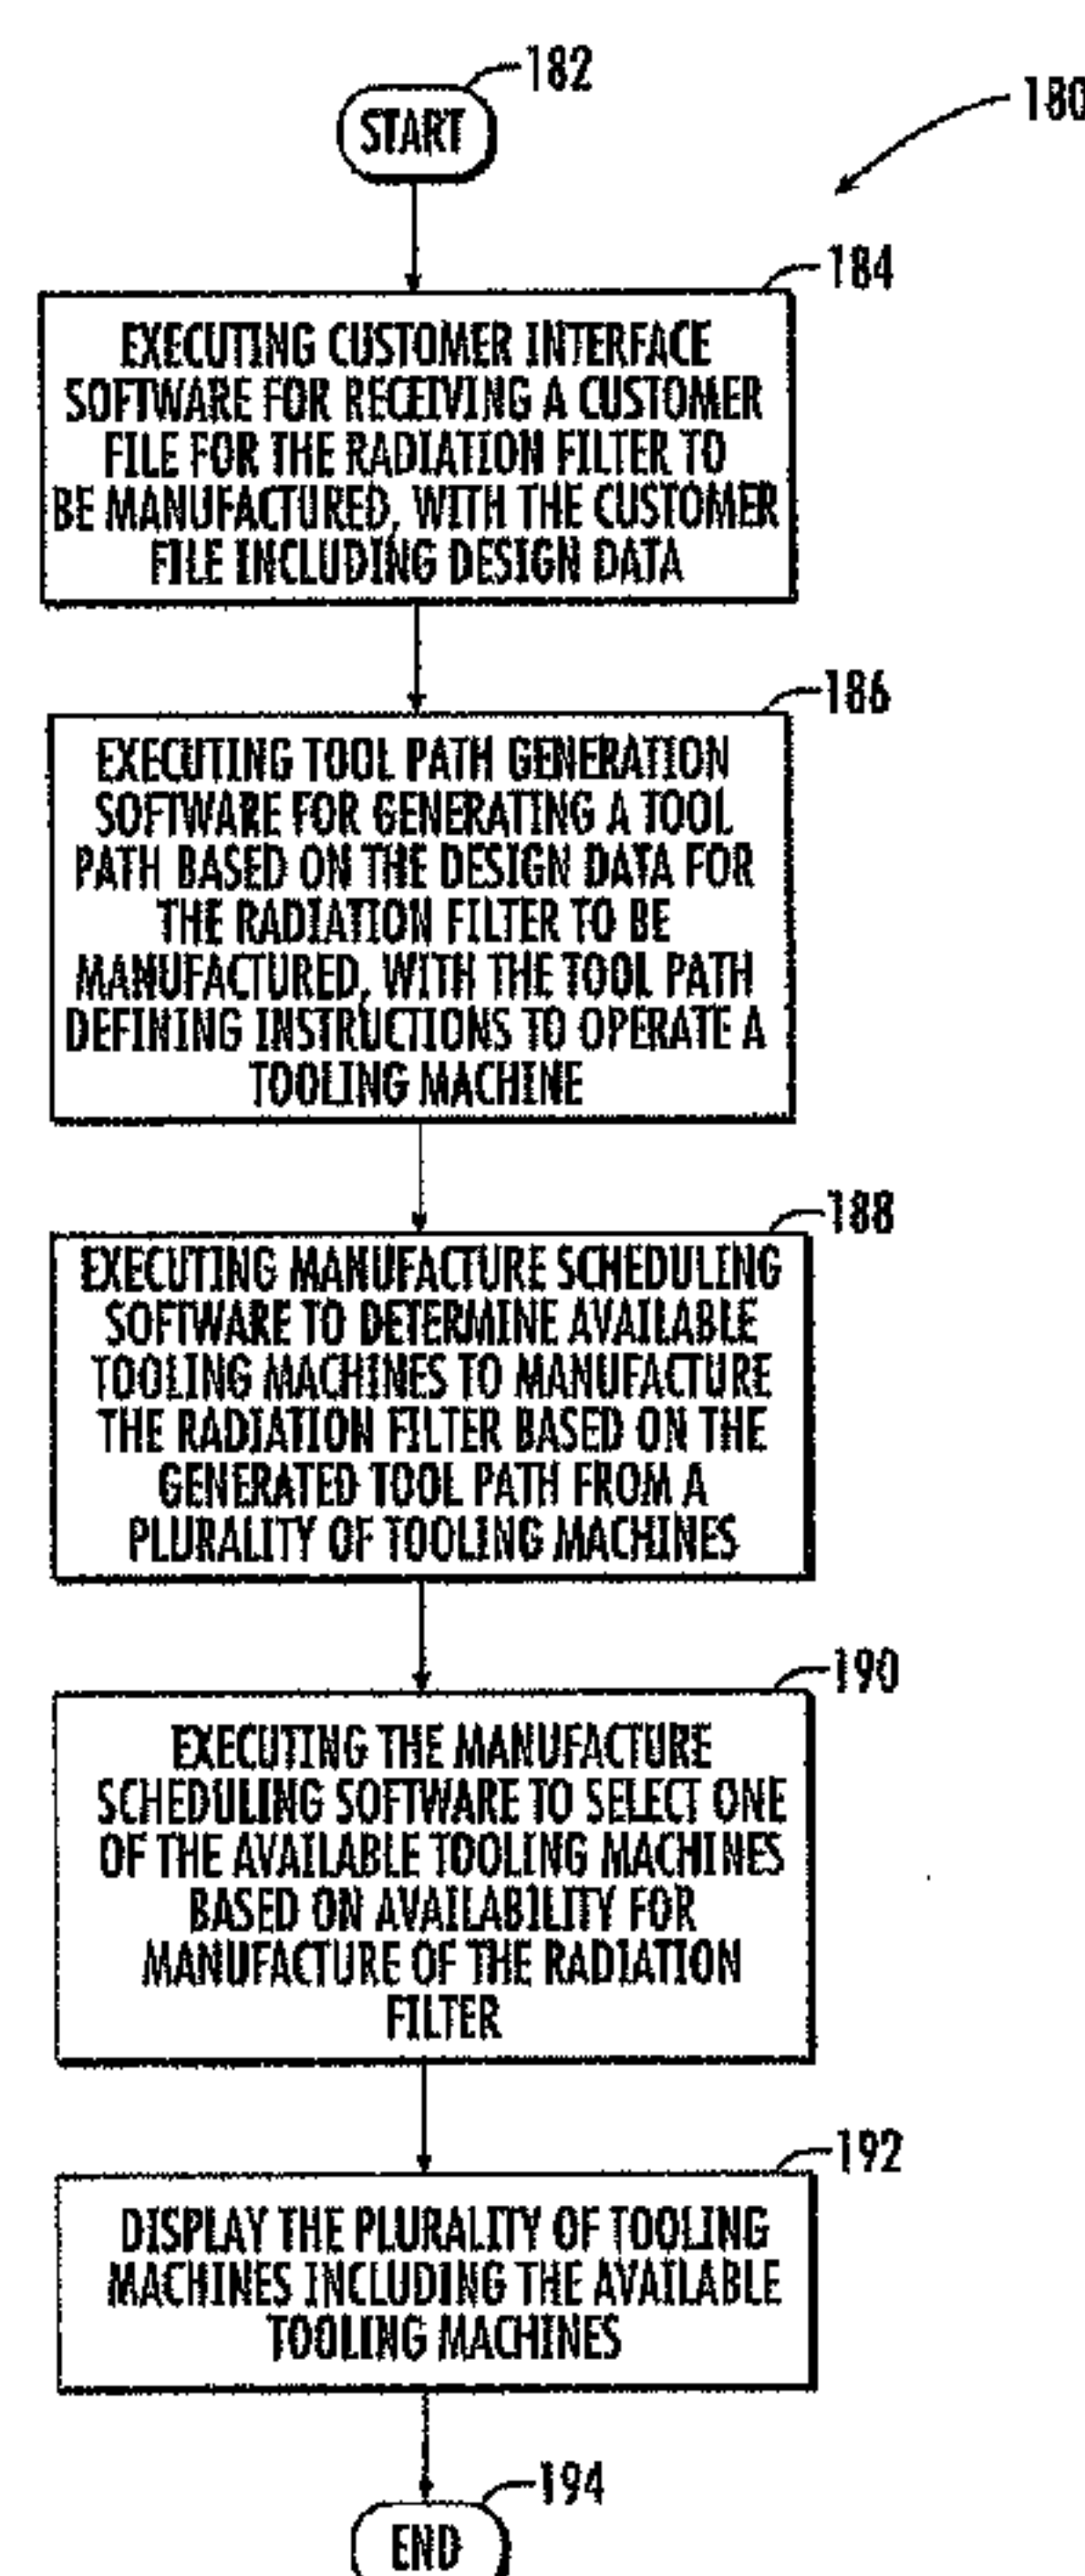 182
START
180
184
EXECUTING CUSTOMER INTERFACE
SOFTWARE FOR RECEIVING A CUSTOMER
FILE FOR THE RADIATION FILTER TO
BE MANUFACTURED, WITH THE CUSTOMER
FILE INCLUDING DESIGN DATA
186
EXECUTING TOOL PATH GENERATION
SOFTWARE FOR GENERATING A TOOL
PATH BASED ON THE DESIGN DATA FOR
THE RADIATION FILTER TO BE
MANUFACTURED, WITH THE TOOL PATH
DEFINING INSTRUCTIONS TO OPERATE A
TOOLING MACHINE
188
EXECUTING MANUFACTURE SCHEDULING
SOFTWARE TO DETERMINE AVAILABLE
TOOLING MACHINES TO MANUFACTURE
THE RADIATION FILTER BASED ON THE
GENERATED TOOL PATH FROM A
PLURALITY OF TOOLING MACHINES
190
EXECUTING THE MANUFACTURE
SCHEDULING SOFTWARE TO SELECT ONE
OF THE AVAILABLE TOOLING MACHINES
BASED ON AVAILABILITY FOR
MANUFACTURE OF THE RADIATION
FILTER
192
DISPLAY THE PLURALITY OF TOOLING
MACHINES INCLUDING THE AVAILABLE
TOOLING MACHINES
194
END